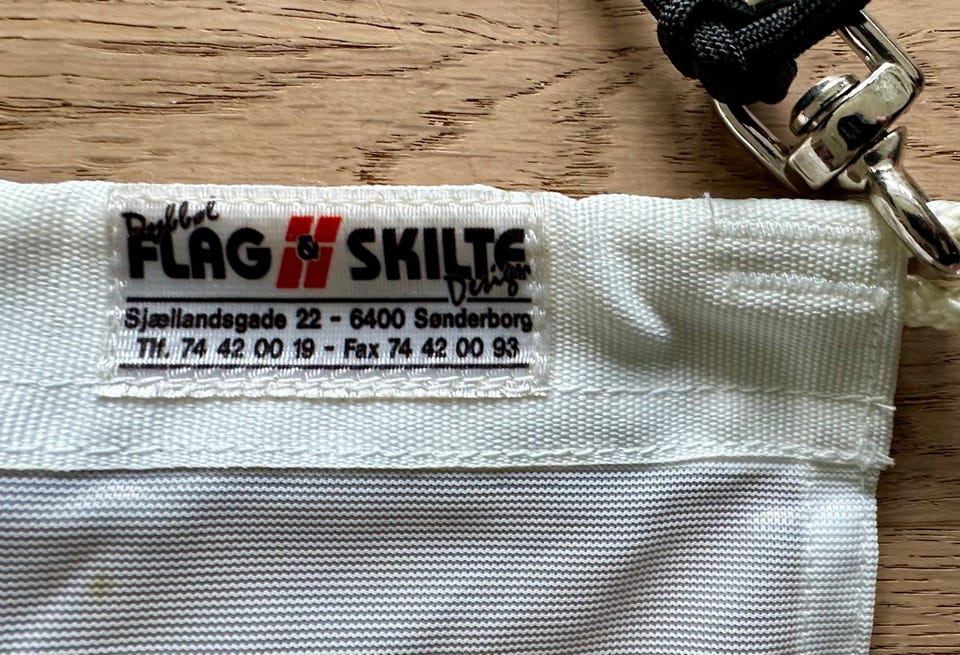 Dybbøl
FLAG & SKILTE
Design
Sjællandsgade 22 - 6400 Sønderborg
Tlf. 74 42 00 19 - Fax 74 42 00 93